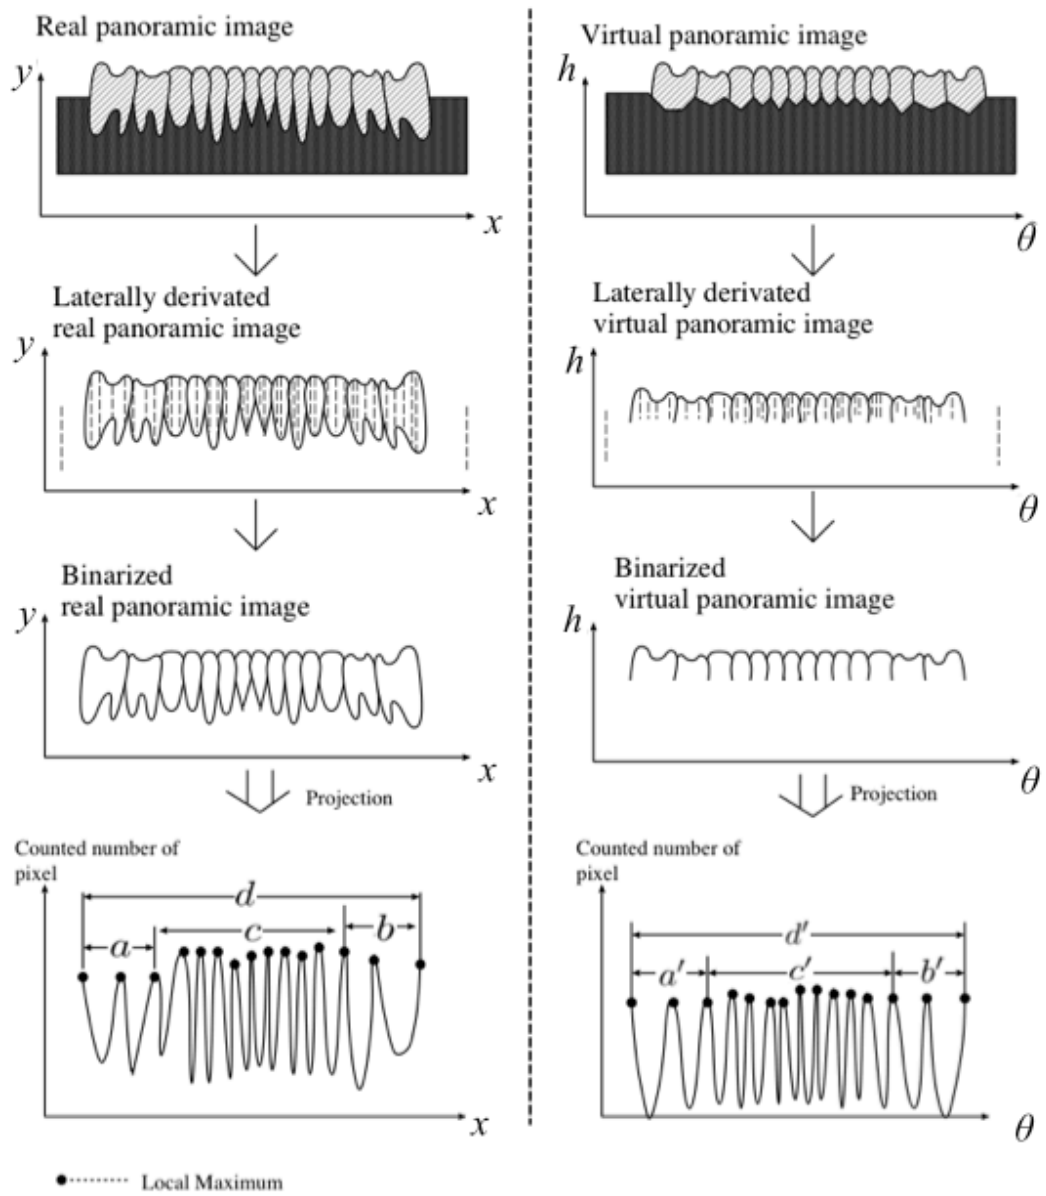 Real panoramic image
y
x
Laterally derivated
real panoramic image
y
x
Binarized
real panoramic image
y
x
Projection
Counted number of
pixel
d
a
c
b
x
Local Maximum
Virtual panoramic image
h
θ
Laterally derivated
virtual panoramic image
h
θ
Binarized
virtual panoramic image
h
θ
Projection
Counted number of
pixel
d'
a'
c'
b'
θ